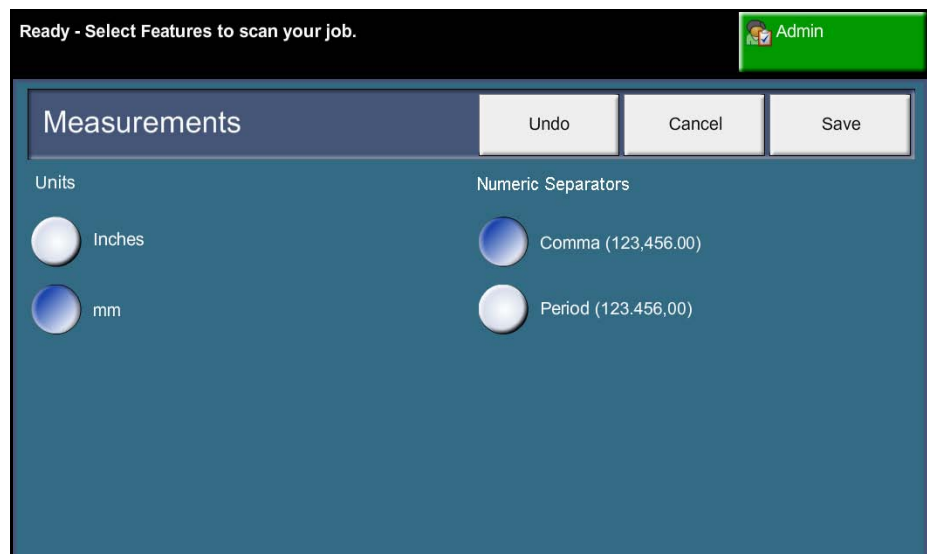 Ready - Select Features to scan your job.
Admin
Measurements
Undo
Cancel
Save
Units
Numeric Separators
Inches
Comma (123,456.00)
mm
Period (123.456,00)